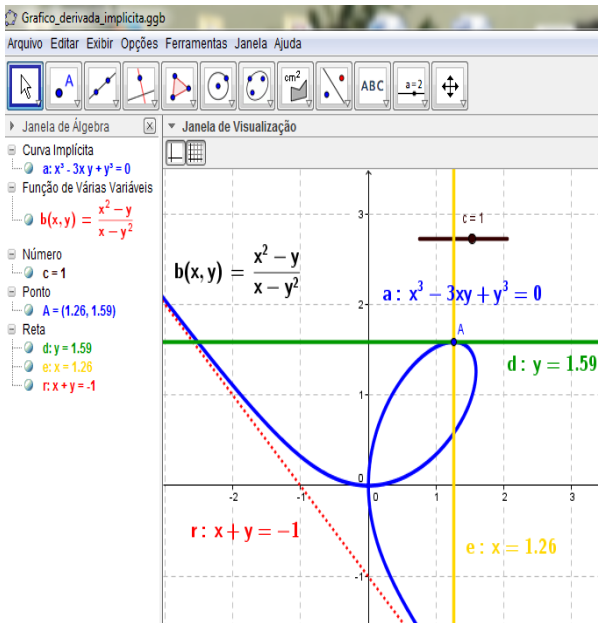 Grafico_derivada_implicita.ggb
Arquivo Editar Exibir Opções Ferramentas Janela Ajuda
A cm² ABC a=2
Janela de Álgebra
Curva Implícita
a: x³ - 3x y + y³ = 0
Função de Várias Variáveis
b(x, y) = (x² − y)/(x − y²)
Número
c = 1
Ponto
A = (1.26, 1.59)
Reta
d: y = 1.59
e: x = 1.26
r: x + y = -1
Janela de Visualização
3
c = 1
b(x, y) = (x² − y)/(x − y²)
a : x³ − 3xy + y³ = 0
2
A
d : y = 1.59
1
0
-2 -1 0 1 2 3
r : x + y = −1
e : x = 1.26
-1